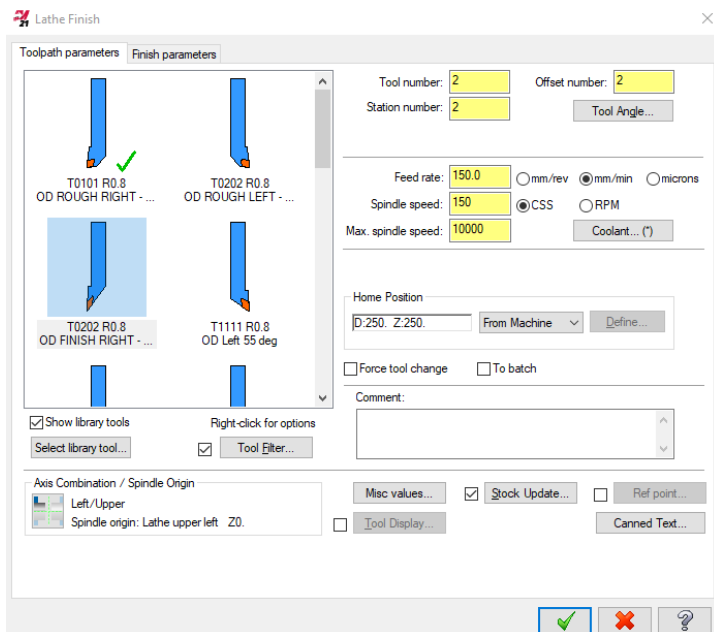 21 Lathe Finish
Toolpath parameters Finish parameters
T0101 R0.8
OD ROUGH RIGHT - ...
T0202 R0.8
OD ROUGH LEFT - ...
T0202 R0.8
OD FINISH RIGHT - ...
T1111 R0.8
OD Left 55 deg
Show library tools
Right-click for options
Select library tool...
Tool Filter...
Tool number: 2
Offset number: 2
Station number: 2
Tool Angle...
Feed rate: 150.0 mm/rev mm/min microns
Spindle speed: 150 CSS RPM
Max. spindle speed: 10000
Coolant... (*)
Home Position
D:250. Z:250. From Machine Define...
Force tool change To batch
Comment:
Axis Combination / Spindle Origin
Left/Upper
Spindle origin: Lathe upper left Z0.
Misc values...
Stock Update...
Ref point...
Tool Display...
Canned Text...